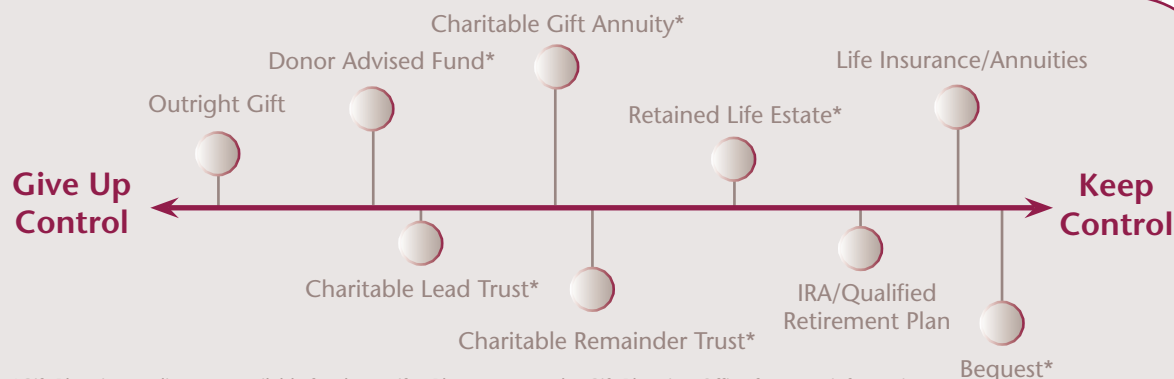 Charitable Gift Annuity*
Donor Advised Fund*
Life Insurance/Annuities
Outright Gift
Retained Life Estate*
Give Up
Control
Keep
Control
Charitable Lead Trust*
IRA/Qualified
Retirement Plan
Charitable Remainder Trust*
Bequest*